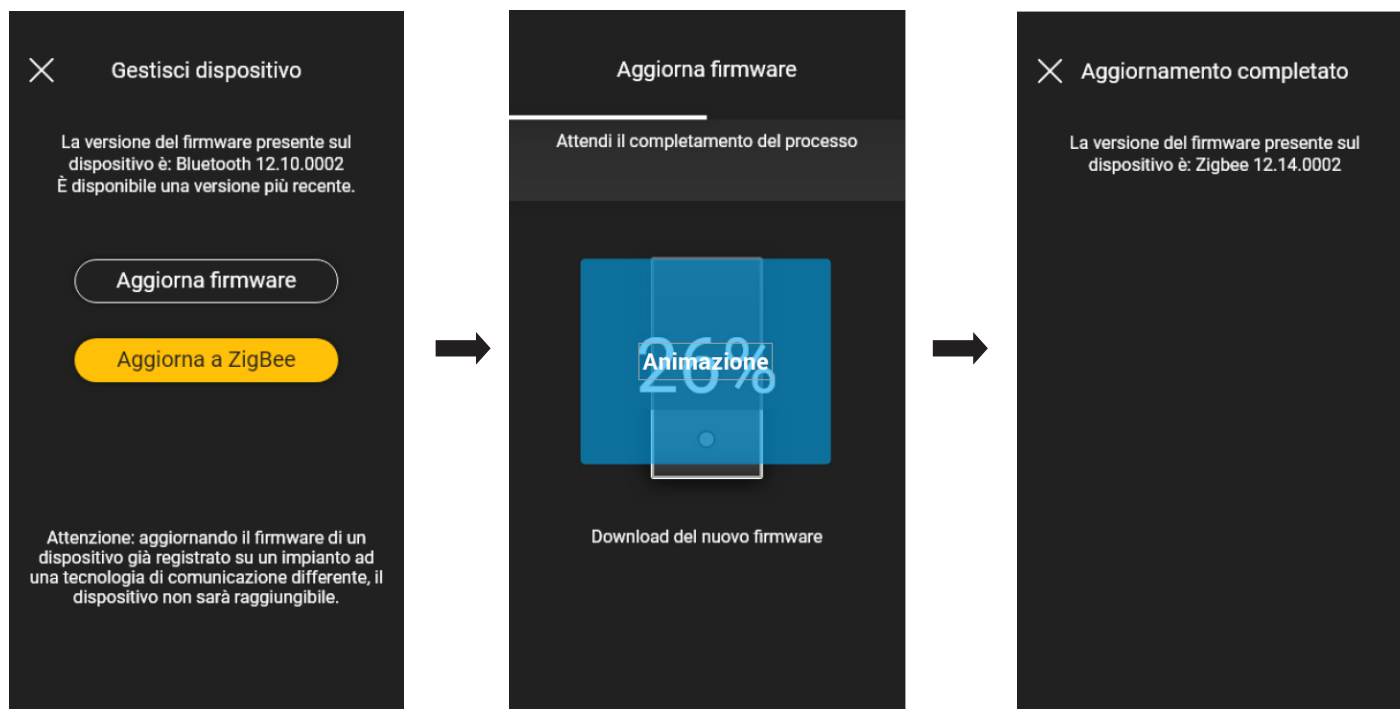 Gestisci dispositivo
La versione del firmware presente sul
dispositivo è: Bluetooth 12.10.0002
È disponibile una versione più recente.
Aggiorna firmware
Aggiorna a ZigBee
Attenzione: aggiornando il firmware di un
dispositivo già registrato su un impianto ad
una tecnologia di comunicazione differente, il
dispositivo non sarà raggiungibile.
Aggiorna firmware
Attendi il completamento del processo
26%
Animazione
Download del nuovo firmware
Aggiornamento completato
La versione del firmware presente sul
dispositivo è: Zigbee 12.14.0002